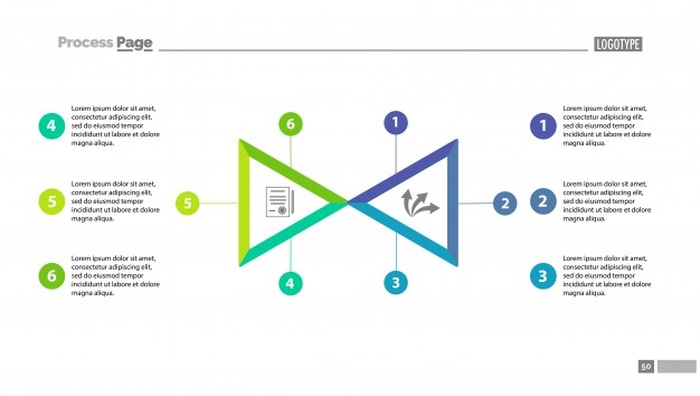 Process Page
LOGOTYPE
4
Lorem ipsum dolor sit amet,
consectetur adipiscing elit,
sed do eiusmod tempor
incididunt ut labore et dolore
magna aliqua.
5
Lorem ipsum dolor sit amet,
consectetur adipiscing elit,
sed do eiusmod tempor
incididunt ut labore et dolore
magna aliqua.
6
Lorem ipsum dolor sit amet,
consectetur adipiscing elit,
sed do eiusmod tempor
incididunt ut labore et dolore
magna aliqua.
6
1
5
2
4
3
1
Lorem ipsum dolor sit amet,
consectetur adipiscing elit,
sed do eiusmod tempor
incididunt ut labore et dolore
magna aliqua.
2
Lorem ipsum dolor sit amet,
consectetur adipiscing elit,
sed do eiusmod tempor
incididunt ut labore et dolore
magna aliqua.
3
Lorem ipsum dolor sit amet,
consectetur adipiscing elit,
sed do eiusmod tempor
incididunt ut labore et dolore
magna aliqua.
50